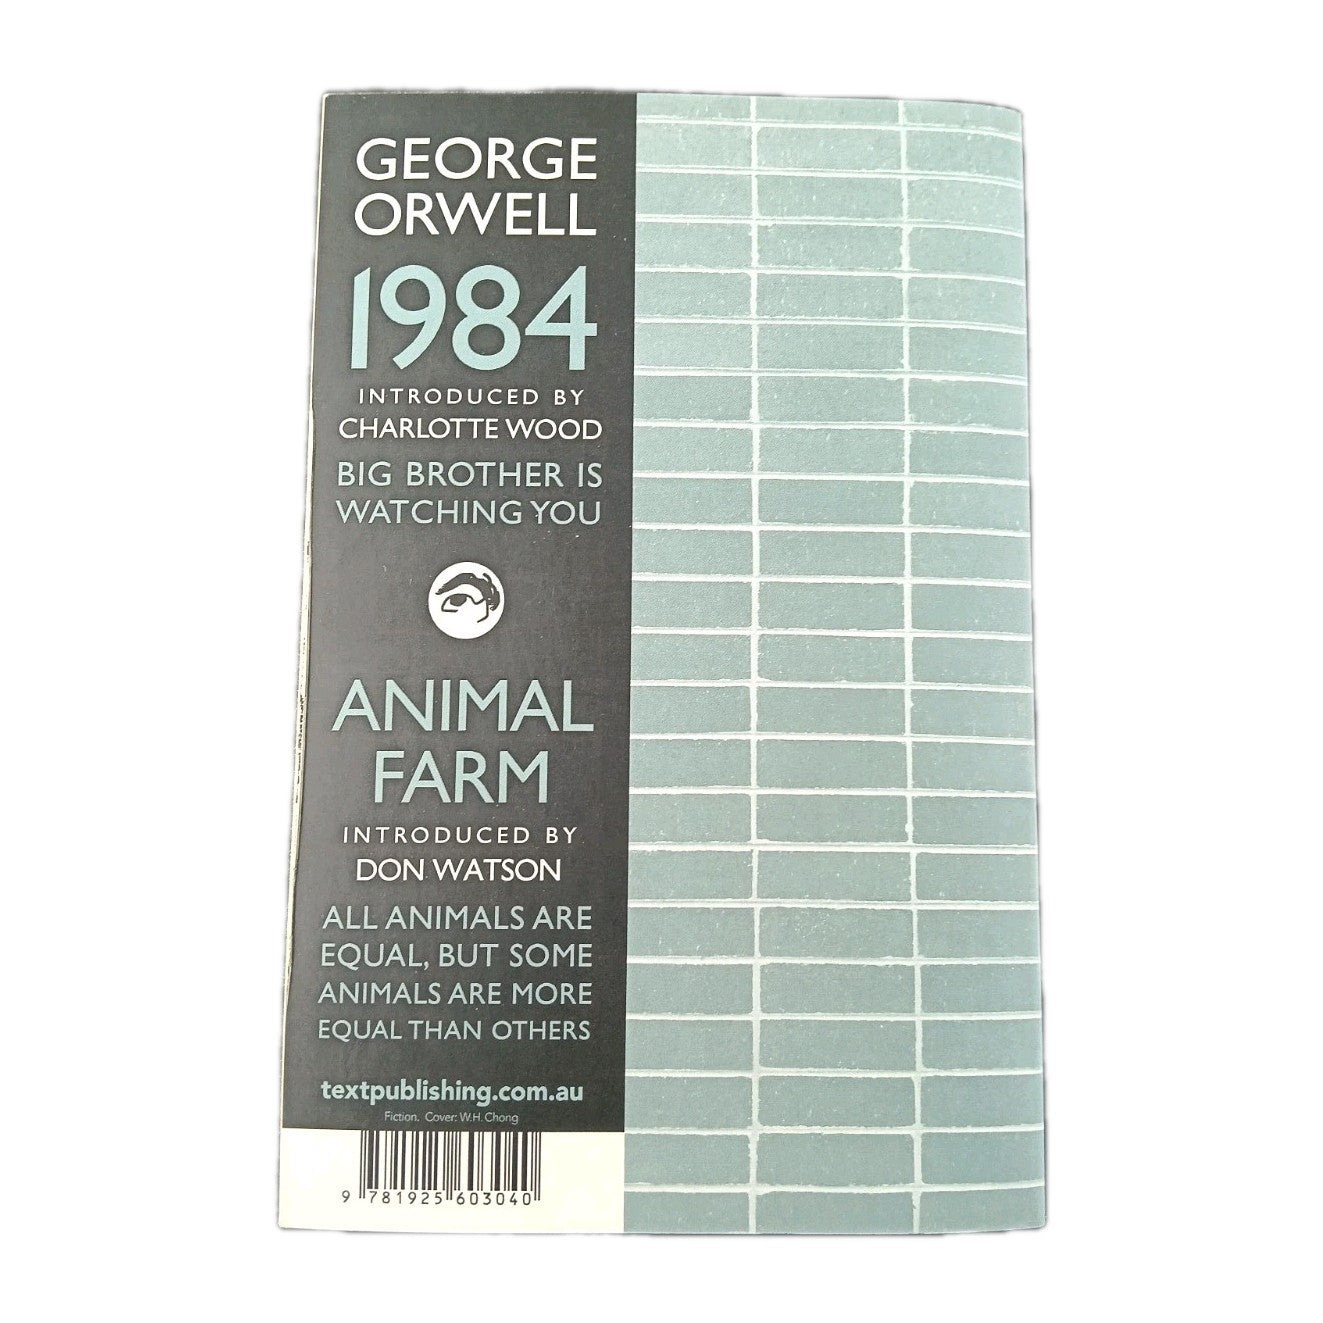 GEORGE
ORWELL
1984
INTRODUCED BY
CHARLOTTE WOOD
BIG BROTHER IS
WATCHING YOU
ANIMAL
FARM
INTRODUCED BY
DON WATSON
ALL ANIMALS ARE
EQUAL, BUT SOME
ANIMALS ARE MORE
EQUAL THAN OTHERS
textpublishing.com.au
Fiction. Cover: W.H. Chong
9 781925 603040